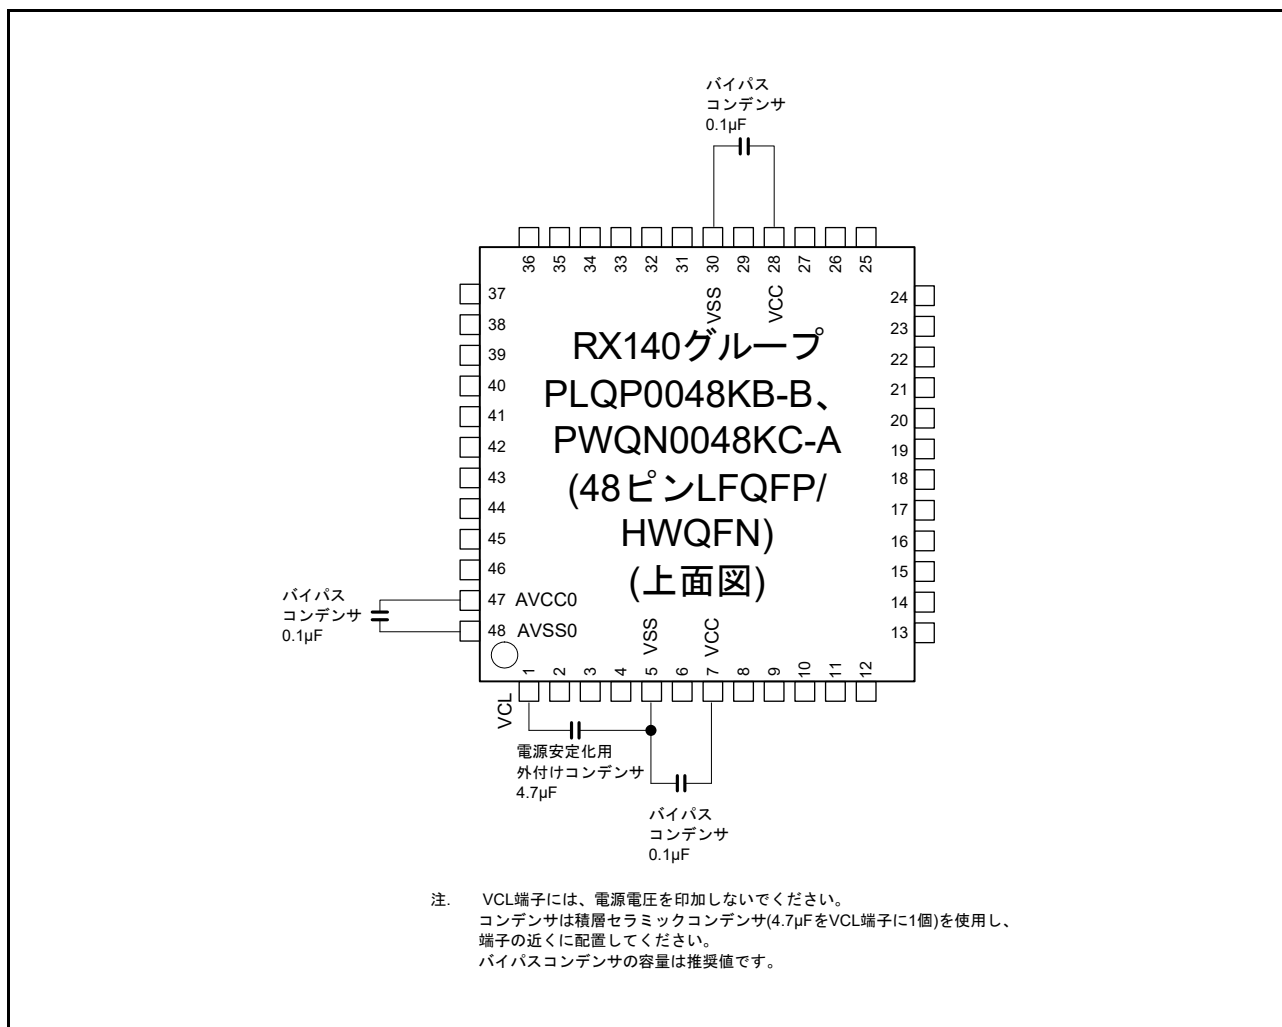 バイパス
コンデンサ
0.1µF
36
35
34
33
32
31
30
29
28
27
26
25
VSS
VCC
37
38
39
40
41
42
43
44
45
46
47 AVCC0
48 AVSS0
24
23
22
21
20
19
18
17
16
15
14
13
RX140グループ
PLQP0048KB-B、
PWQN0048KC-A
(48ピンLFQFP/
HWQFN)
(上面図)
バイパス
コンデンサ
0.1µF
VSS
VCC
1
2
3
4
5
6
7
8
9
10
11
12
VCL
電源安定化用
外付けコンデンサ
4.7µF
バイパス
コンデンサ
0.1µF
注. VCL端子には、電源電圧を印加しないでください。
コンデンサは積層セラミックコンデンサ(4.7µFをVCL端子に1個)を使用し、
端子の近くに配置してください。
バイパスコンデンサの容量は推奨値です。